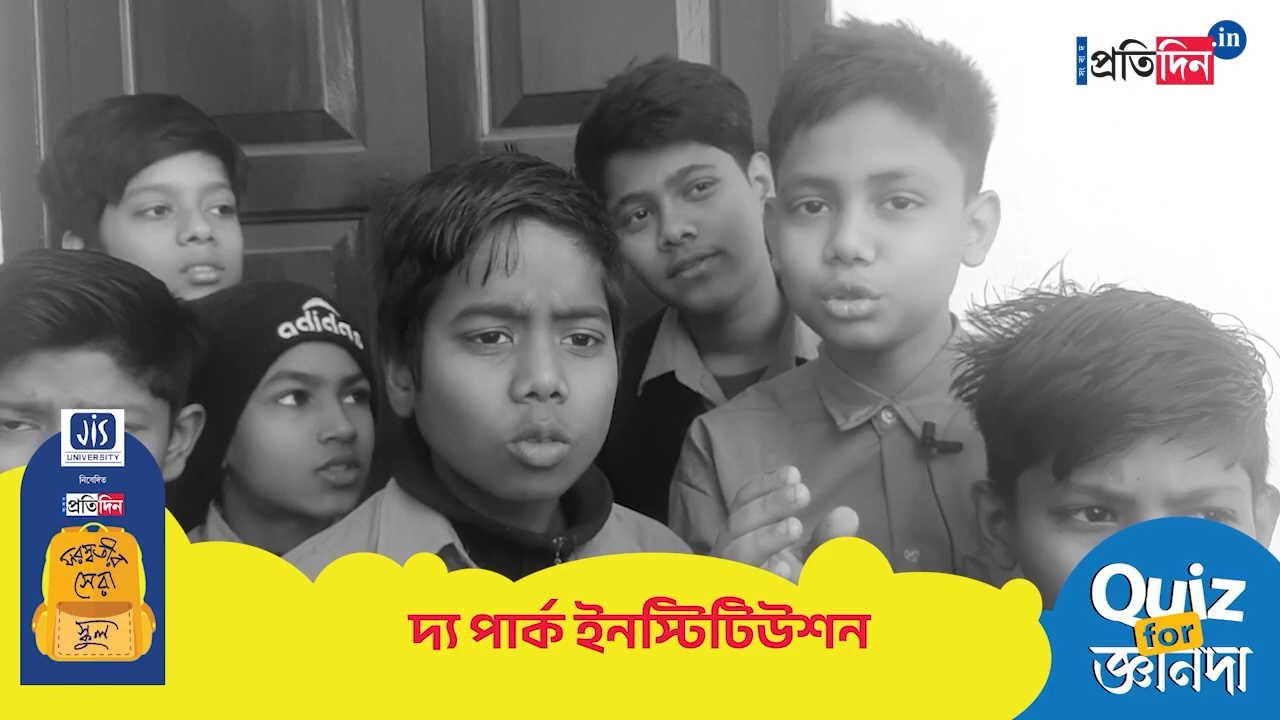 সংবাদ প্রতিদিন .in
adidas
JIS
UNIVERSITY
নিবেদিত
সংবাদ প্রতিদিন
সরস্বতীর
সেরা
স্কুল
দ্য পার্ক ইনস্টিটিউশন
Quiz
for
জ্ঞানদা